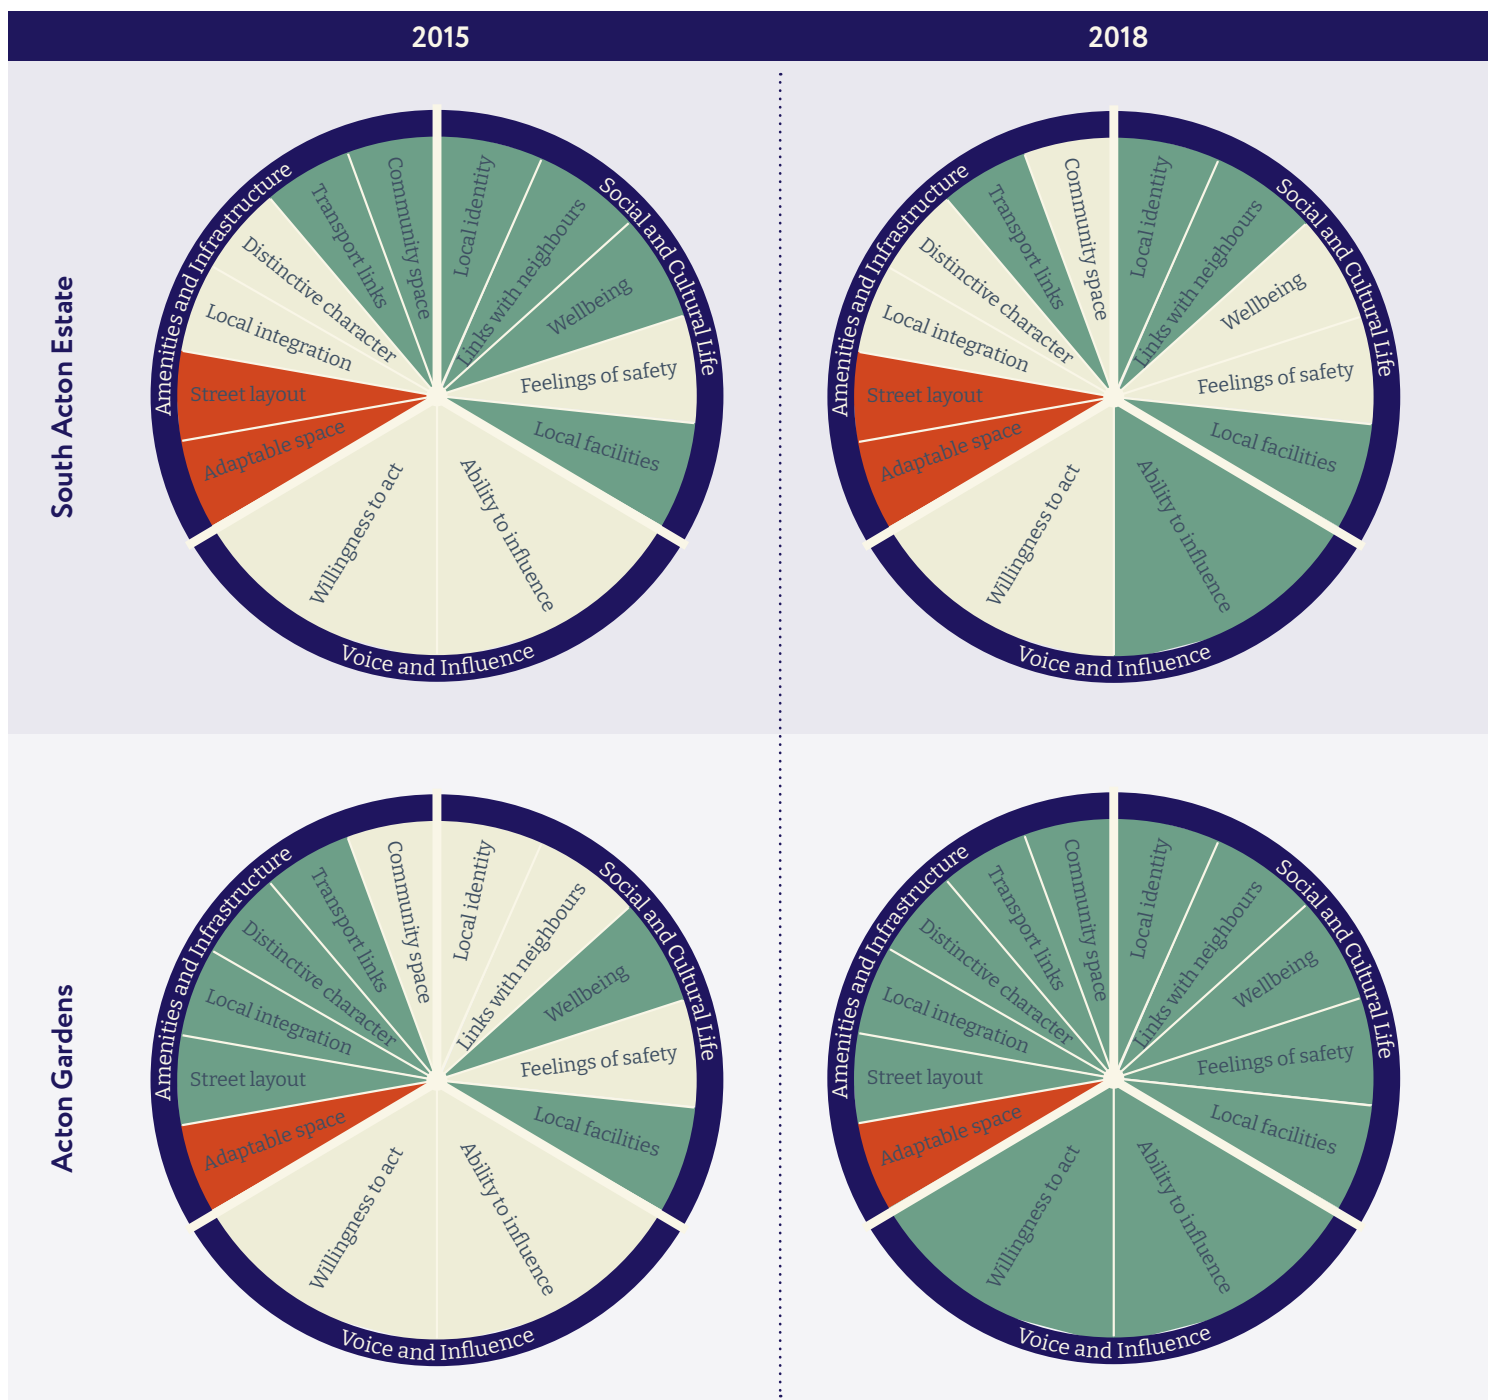 2015
2018
South Acton Estate
Amenities and Infrastructure
Social and Cultural Life
Voice and Influence
Community space
Transport links
Distinctive character
Local integration
Street layout
Adaptable space
Local identity
Links with neighbours
Wellbeing
Feelings of safety
Local facilities
Willingness to act
Ability to influence
Amenities and Infrastructure
Social and Cultural Life
Voice and Influence
Community space
Transport links
Distinctive character
Local integration
Street layout
Adaptable space
Local identity
Links with neighbours
Wellbeing
Feelings of safety
Local facilities
Willingness to act
Ability to influence
Acton Gardens
Amenities and Infrastructure
Social and Cultural Life
Voice and Influence
Community space
Transport links
Distinctive character
Local integration
Street layout
Adaptable space
Local identity
Links with neighbours
Wellbeing
Feelings of safety
Local facilities
Willingness to act
Ability to influence
Amenities and Infrastructure
Social and Cultural Life
Voice and Influence
Community space
Transport links
Distinctive character
Local integration
Street layout
Adaptable space
Local identity
Links with neighbours
Wellbeing
Feelings of safety
Local facilities
Willingness to act
Ability to influence